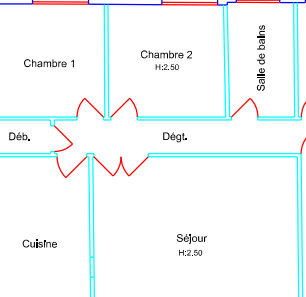 Chambre 1
Chambre 2
H:2.50
Salle de bains
Déb.
Dégt.
Cuisine
Séjour
H:2.50